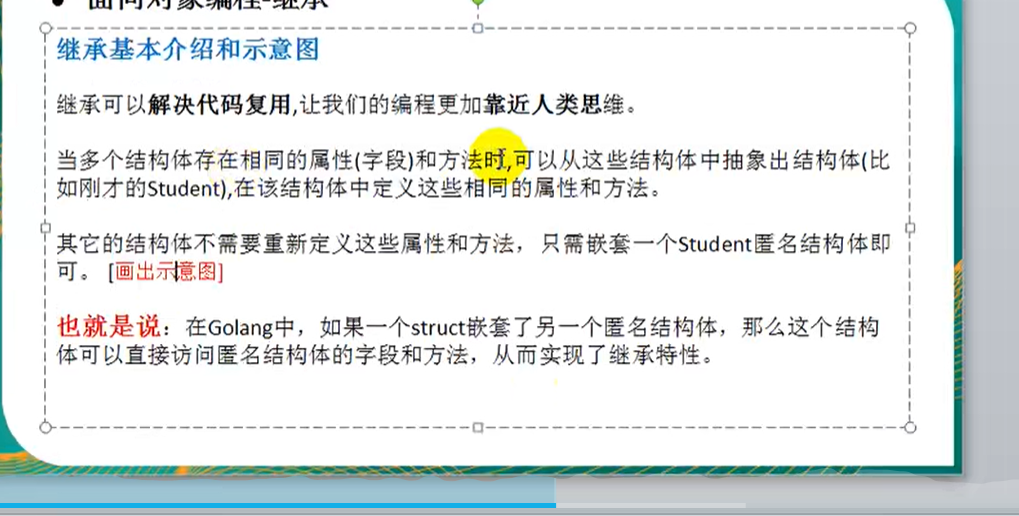 ● 面向对象编程-继承
继承基本介绍和示意图
继承可以解决代码复用,让我们的编程更加靠近人类思维。
当多个结构体存在相同的属性(字段)和方法时,可以从这些结构体中抽象出结构体(比
如刚才的Student),在该结构体中定义这些相同的属性和方法。
其它的结构体不需要重新定义这些属性和方法，只需嵌套一个Student匿名结构体即
可。 [画出示意图]
也就是说：在Golang中，如果一个struct嵌套了另一个匿名结构体，那么这个结构
体可以直接访问匿名结构体的字段和方法，从而实现了继承特性。